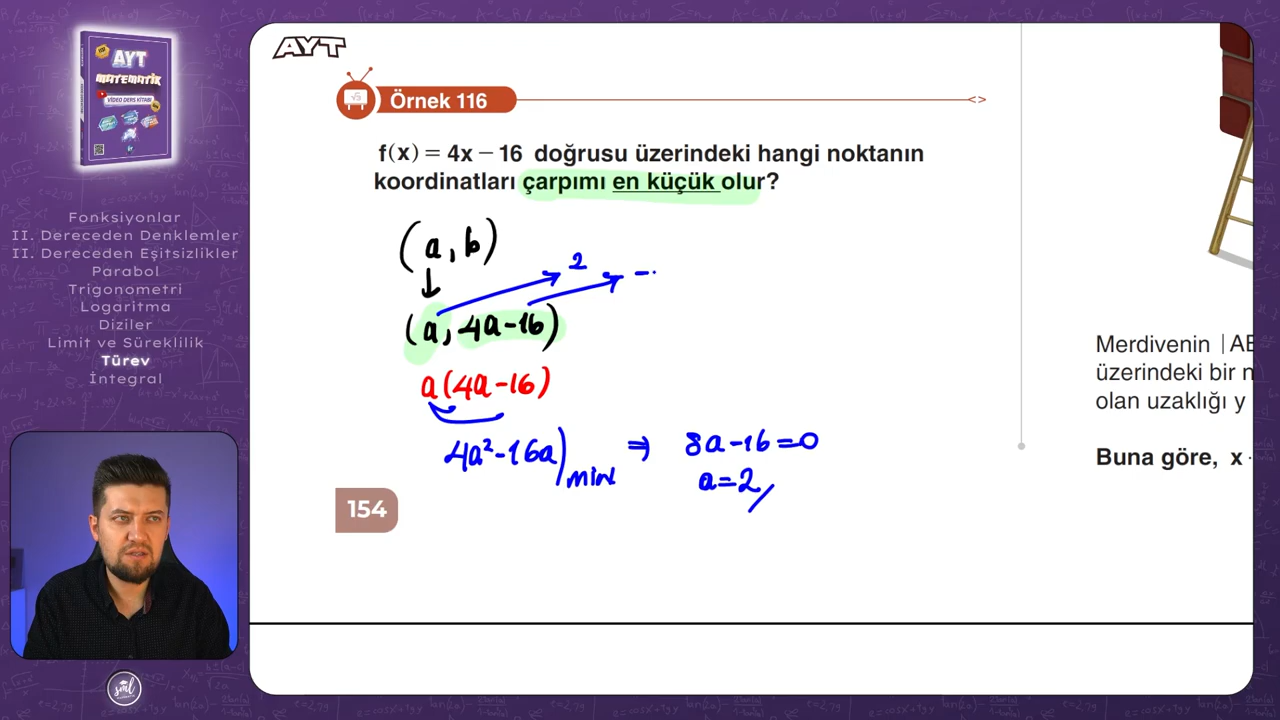 AYT
MATEMATİK
VİDEO DERS KİTABI
Fonksiyonlar
II. Dereceden Denklemler
II. Dereceden Eşitsizlikler
Parabol
Trigonometri
Logaritma
Diziler
Limit ve Süreklilik
Türev
İntegral
sml
AYT
Örnek 116
< >
f(x) = 4x − 16 doğrusu üzerindeki hangi noktanın
koordinatları çarpımı en küçük olur?
(a, b)
2
(a, 4a-16)
a(4a-16)
4a²-16a) min ⇒ 8a-16=0
a=2
154
Merdivenin |AB
üzerindeki bir n
olan uzaklığı y
Buna göre, x ·